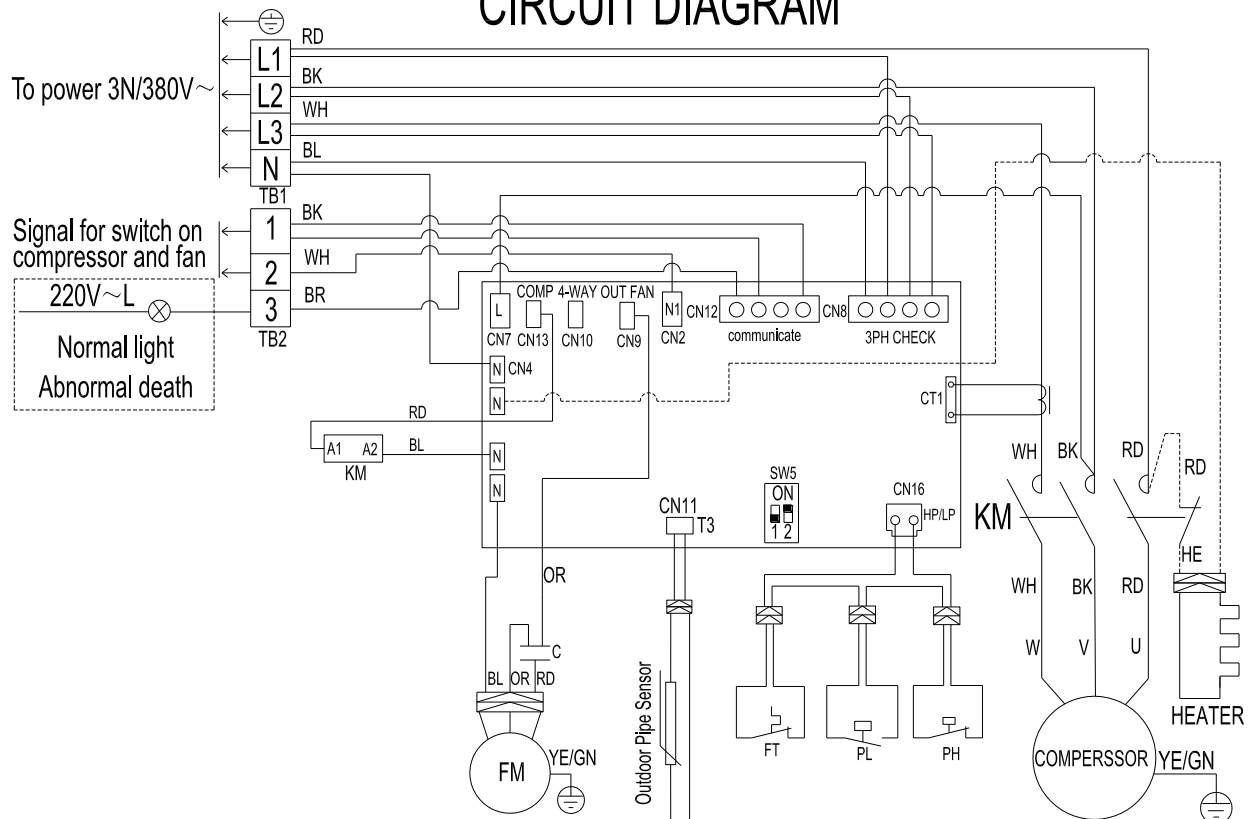 CIRCUIT DIAGRAM
To power 3N/380V～
L1
L2
L3
N
TB1
RD
BK
WH
BL
Signal for switch on
compressor and fan
1
2
3
TB2
BK
WH
BR
220V～L
Normal light
Abnormal death
COMP 4-WAY OUT FAN
L
CN7
CN13
CN10
CN9
N1
CN2
CN12
communicate
CN8
3PH CHECK
N
CN4
N
N
N
RD
BL
A1
A2
KM
CT1
SW5
ON
1 2
CN16
HP/LP
CN11
T3
OR
C
BL
OR
RD
FM
YE/GN
Outdoor Pipe Sensor
FT
PL
PH
WH
BK
RD
RD
KM
HE
WH
BK
RD
W
V
U
HEATER
COMPERSSOR
YE/GN